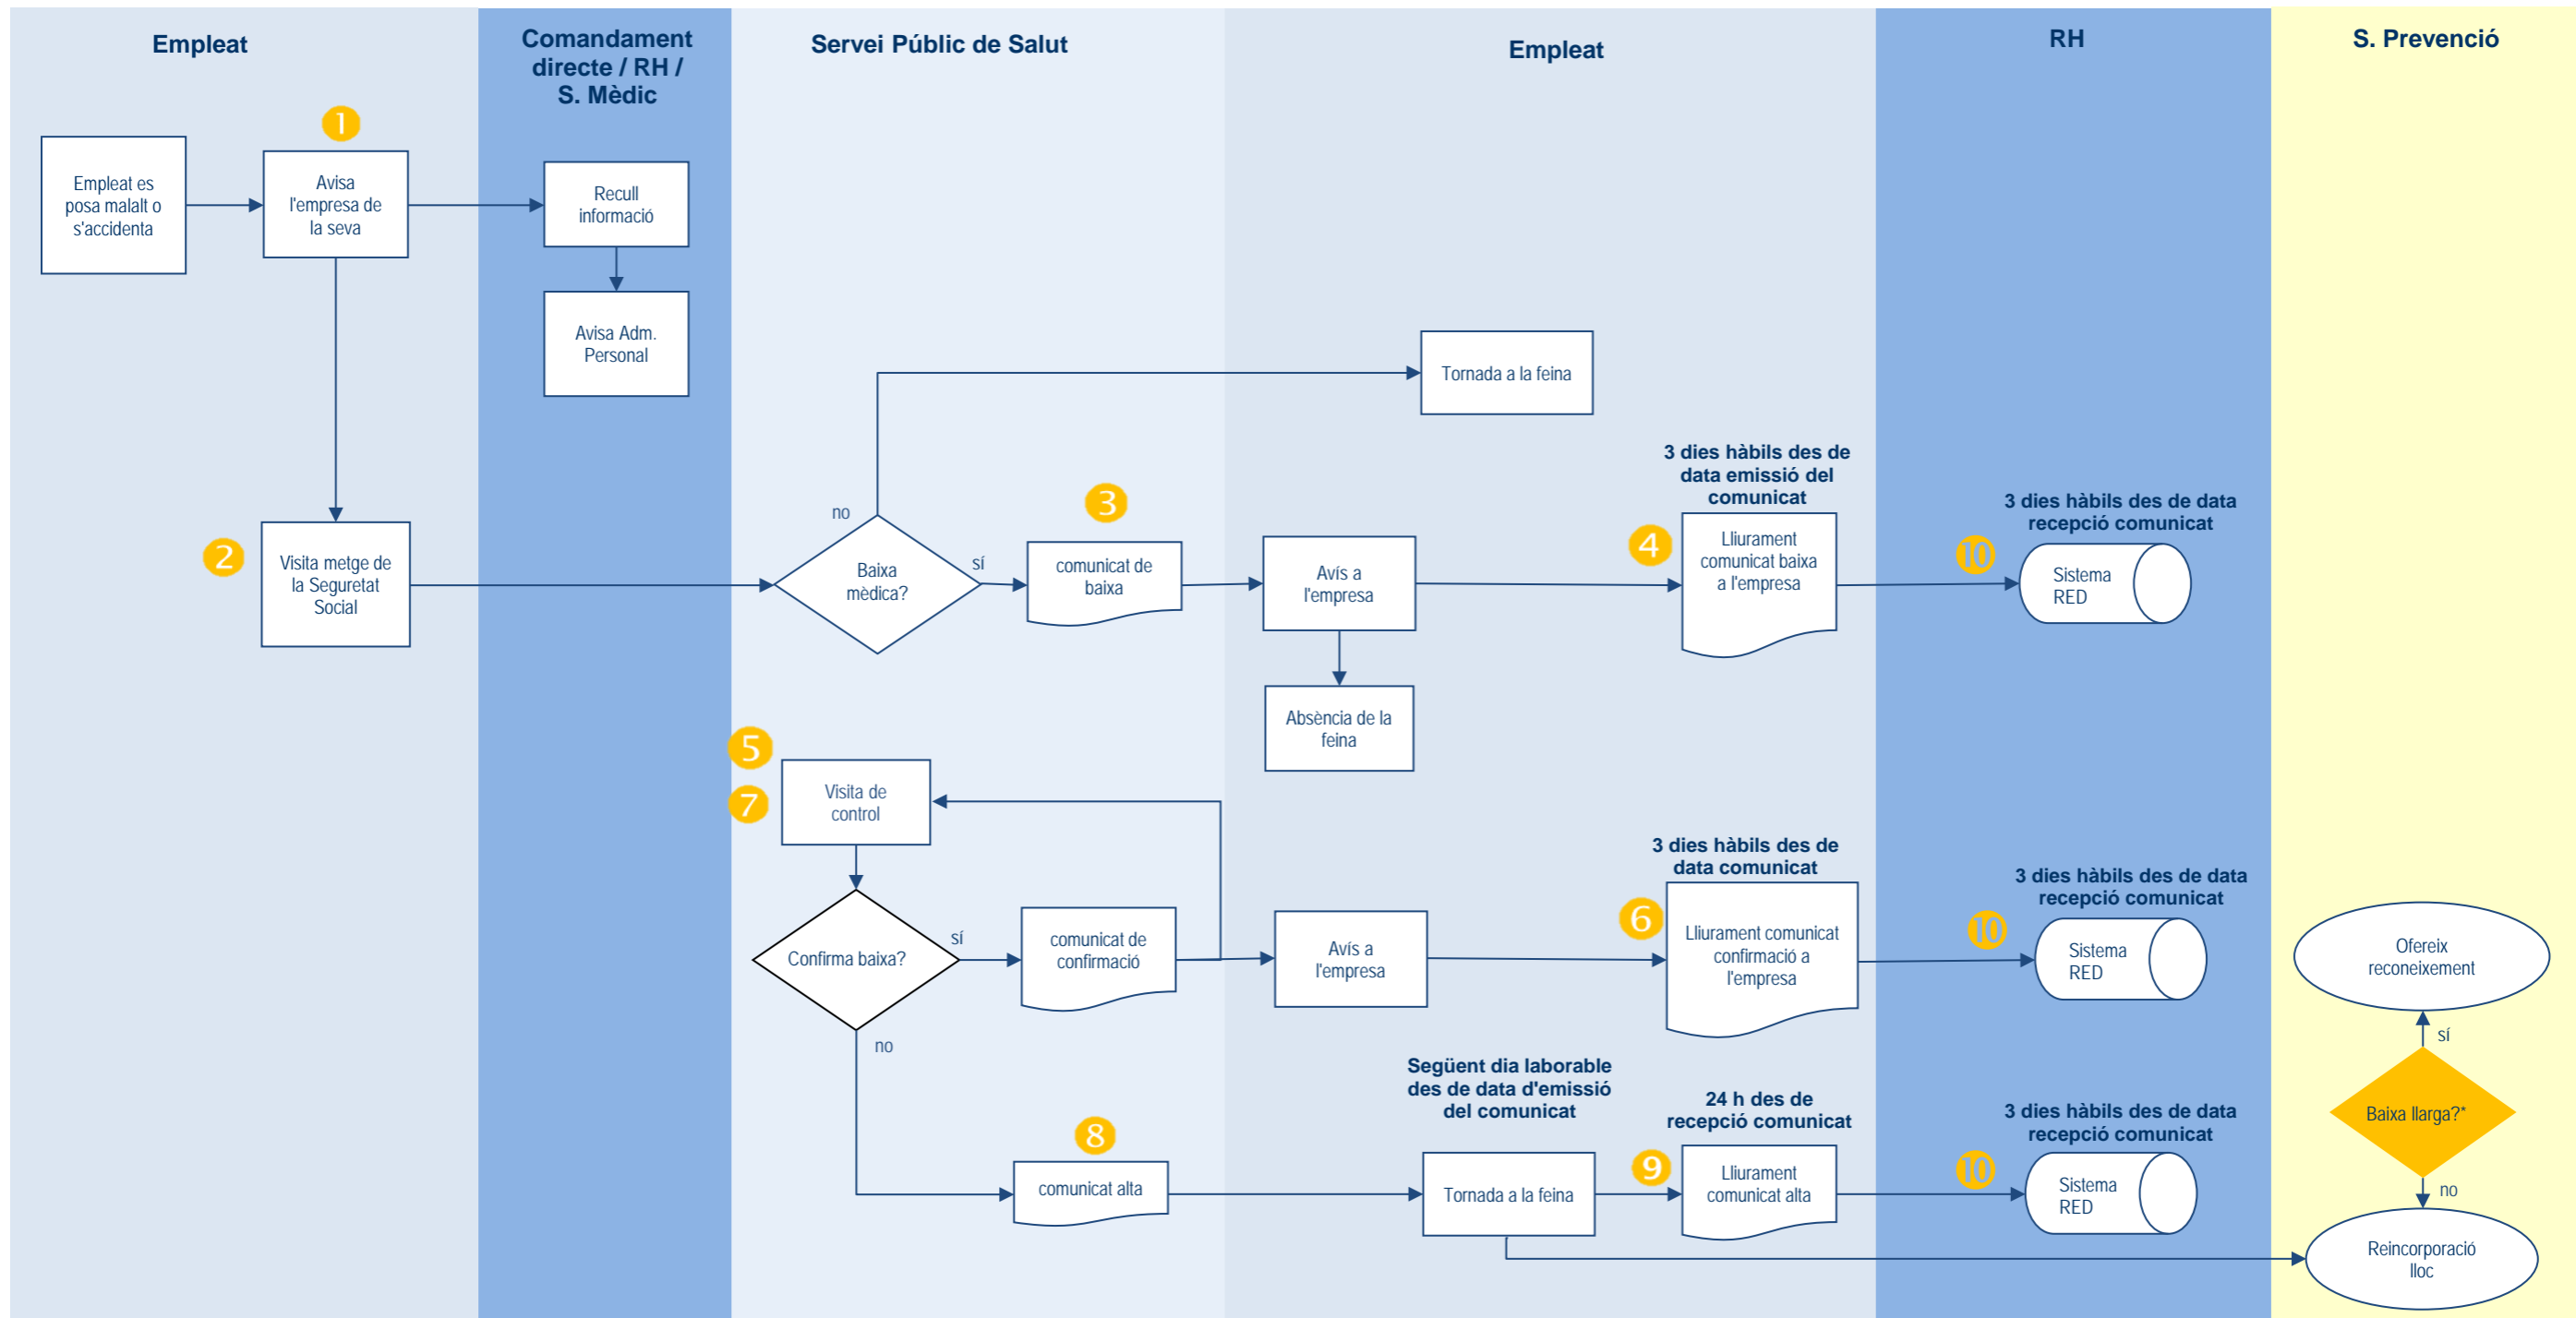 Empleat
Comandament
directe / RH /
S. Mèdic
Servei Públic de Salut
Empleat
RH
S. Prevenció
1
Empleat es
posa malalt o
s'accidenta
Avisa
l'empresa de
la seva
Recull
informació
Avisa Adm.
Personal
Tornada a la feina
2
Visita metge de
la Seguretat
Social
no
Baixa
mèdica?
sí
3
comunicat de
baixa
Avís a
l'empresa
Absència de la
feina
3 dies hàbils des de
data emissió del
comunicat
4
Lliurament
comunicat baixa
a l'empresa
3 dies hàbils des de data
recepció comunicat
10
Sistema
RED
5
7
Visita de
control
Confirma baixa?
sí
comunicat de
confirmació
Avís a
l'empresa
3 dies hàbils des de
data comunicat
6
Lliurament comunicat
confirmació a
l'empresa
3 dies hàbils des de data
recepció comunicat
10
Sistema
RED
Ofereix
reconeixement
sí
Baixa llarga?*
no
Reincorporació
lloc
no
8
comunicat alta
Següent dia laborable
des de data d'emissió
del comunicat
Tornada a la feina
24 h des de
recepció comunicat
9
Lliurament
comunicat alta
3 dies hàbils des de data
recepció comunicat
10
Sistema
RED